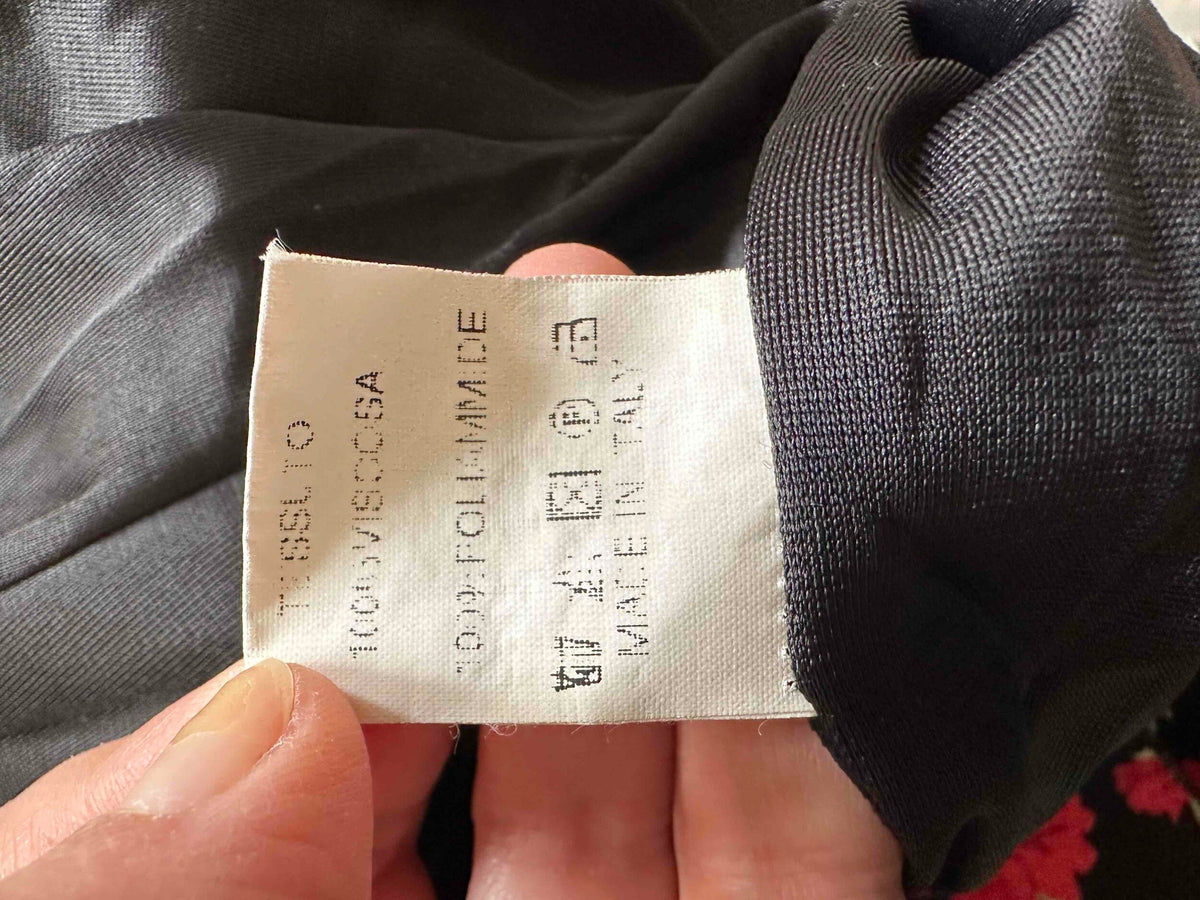 TESSUTO
100%VISCOSA
100%POLIAMMIDE
P
MADE IN ITALY